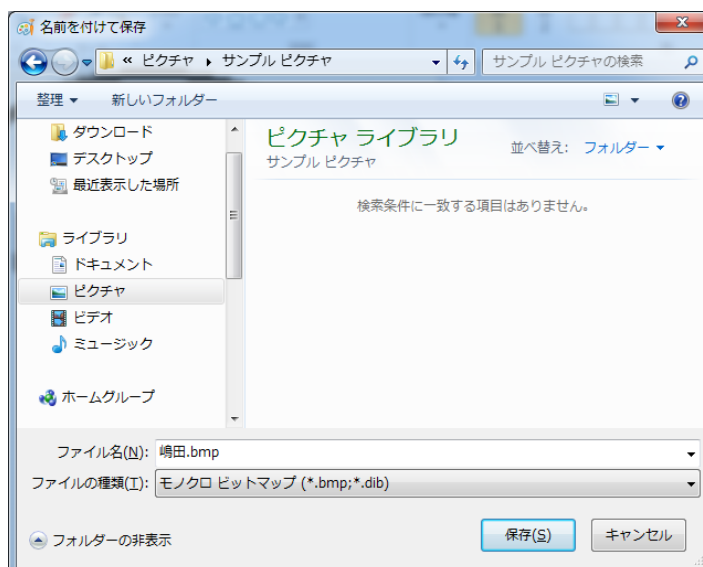 名前を付けて保存
« ピクチャ ▸ サンプル ピクチャ
サンプル ピクチャの検索
整理 ▼ 新しいフォルダー
ダウンロード
デスクトップ
最近表示した場所
ライブラリ
ドキュメント
ピクチャ
ビデオ
ミュージック
ホームグループ
ピクチャ ライブラリ
サンプル ピクチャ
並べ替え: フォルダー ▼
検索条件に一致する項目はありません。
ファイル名(N): 嶋田.bmp
ファイルの種類(T): モノクロ ビットマップ (*.bmp;*.dib)
フォルダーの非表示
保存(S) キャンセル